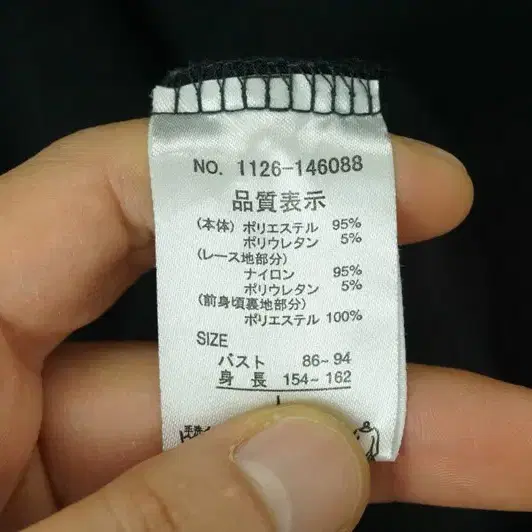 NO. 1126-146088
品質表示
(本体) ポリエステル 95%
ポリウレタン 5%
(レース地部分)
ナイロン 95%
ポリウレタン 5%
(前身頃裏地部分)
ポリエステル 100%
SIZE
バスト 86~94
身長 154~162